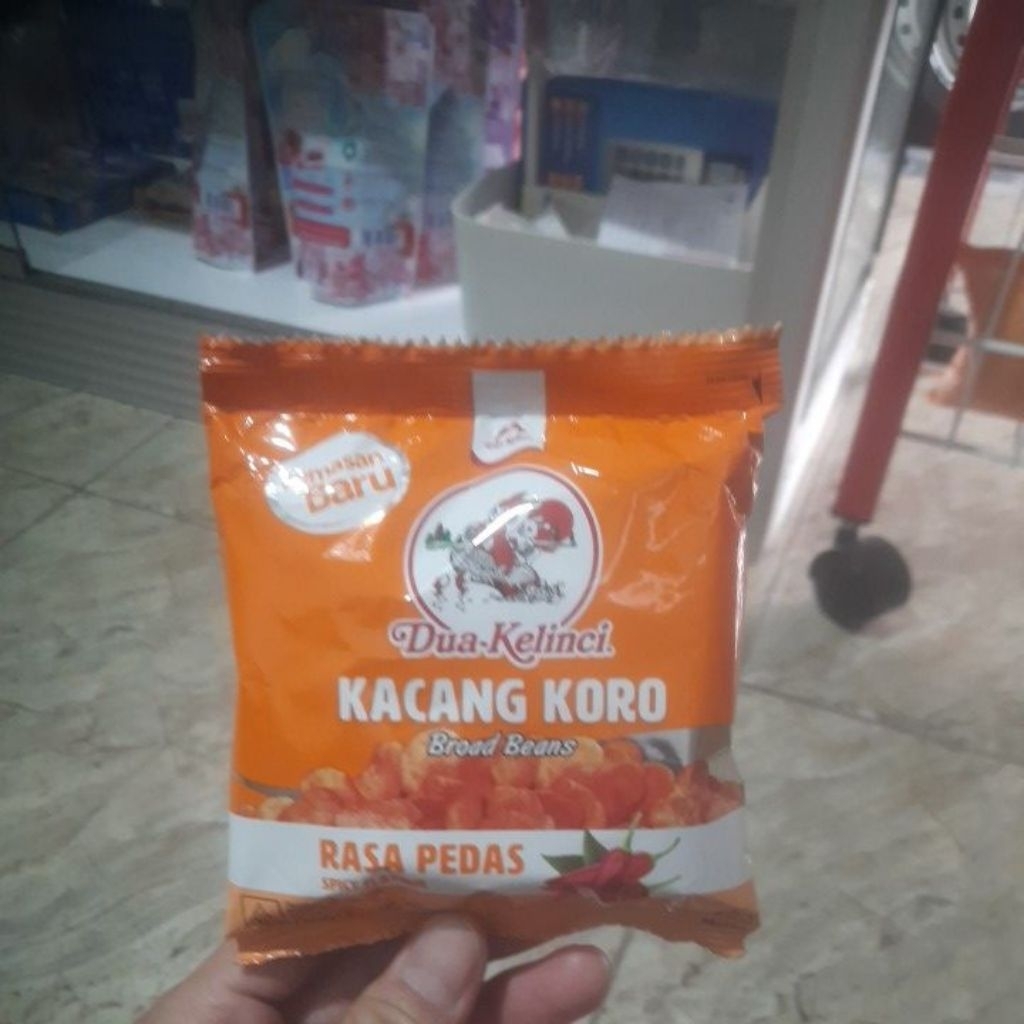 Baru
Dua-Kelinci
KACANG KORO
Broad Beans
RASA PEDAS